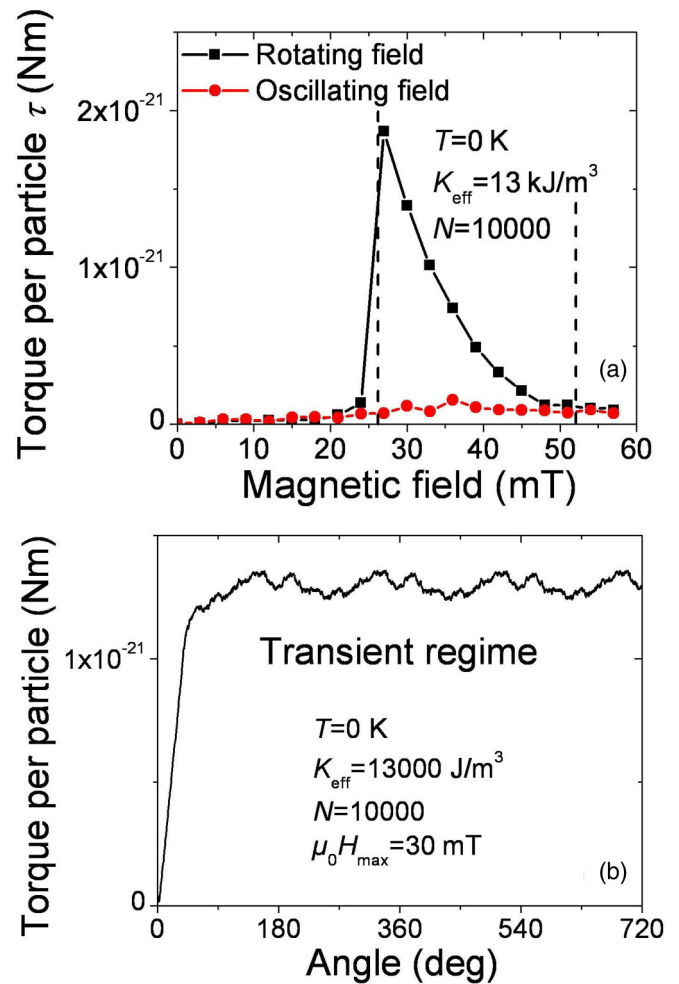 Rotating field
Oscillating field
Torque per particle τ (Nm)
2x10⁻²¹
1x10⁻²¹
0
T=0 K
K_eff=13 kJ/m³
N=10000
(a)
0 10 20 30 40 50 60
Magnetic field (mT)
Torque per particle (Nm)
1x10⁻²¹
0
Transient regime
T=0 K
K_eff=13000 J/m³
N=10000
μ₀H_max=30 mT
(b)
0 180 360 540 720
Angle (deg)